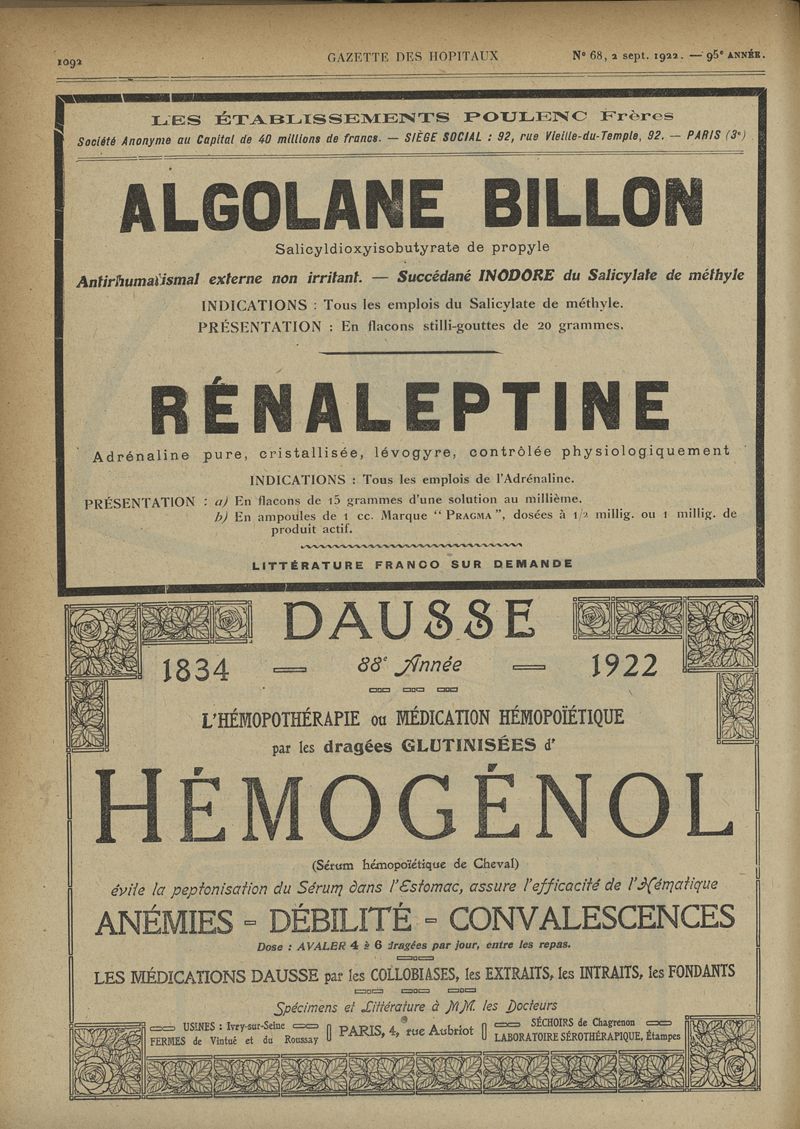 1092
GAZETTE DES HOPITAUX
N° 68, 2 sept. 1922. — 95e ANNÉE.
LES ÉTABLISSEMENTS POULENC Frères
Société Anonyme au Capital de 40 millions de francs. — SIÈGE SOCIAL : 92, rue Vieille-du-Temple, 92. — PARIS (3e)
ALGOLANE BILLON
Salicyldioxyisobutyrate de propyle
Antirhumatismal externe non irritant. — Succédané INODORE du Salicylate de méthyle
INDICATIONS : Tous les emplois du Salicylate de méthyle.
PRÉSENTATION : En flacons stilli-gouttes de 20 grammes.
RÉNALEPTINE
Adrénaline pure, cristallisée, lévogyre, contrôlée physiologiquement
INDICATIONS : Tous les emplois de l'Adrénaline.
PRÉSENTATION : a) En flacons de 15 grammes d'une solution au millième.
b) En ampoules de 1 cc. Marque “ PRAGMA ”, dosées à 1/2 millig. ou 1 millig. de
produit actif.
LITTÉRATURE FRANCO SUR DEMANDE
DAUSSE
1834 — 88e Année — 1922
L'HÉMOPOTHÉRAPIE ou MÉDICATION HÉMOPOÏÉTIQUE
par les dragées GLUTINISÉES d'
HÉMOGÉNOL
(Sérum hémopoïétique de Cheval)
évite la peptonisation du Sérum dans l'Estomac, assure l'efficacité de l'Hématique
ANÉMIES - DÉBILITÉ - CONVALESCENCES
Dose : AVALER 4 à 6 dragées par jour, entre les repas.
LES MÉDICATIONS DAUSSE par les COLLOBIASES, les EXTRAITS, les INTRAITS, les FONDANTS
Spécimens et Littérature à MM. les Docteurs
USINES : Ivry-sur-Seine
FERMES de Vintué et du Roussay
PARIS, 4, rue Aubriot
SÉCHOIRS de Chagrenon
LABORATOIRE SÉROTHÉRAPIQUE, Étampes